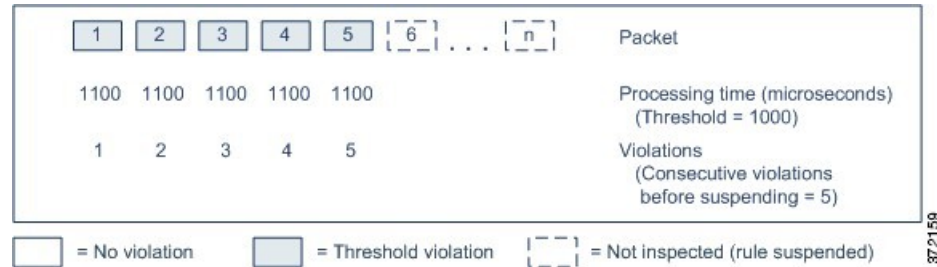 1 2 3 4 5 6 . . . n Packet
1100 1100 1100 1100 1100 Processing time (microseconds)
(Threshold = 1000)
1 2 3 4 5 Violations
(Consecutive violations
before suspending = 5)
= No violation = Threshold violation = Not inspected (rule suspended)
372159